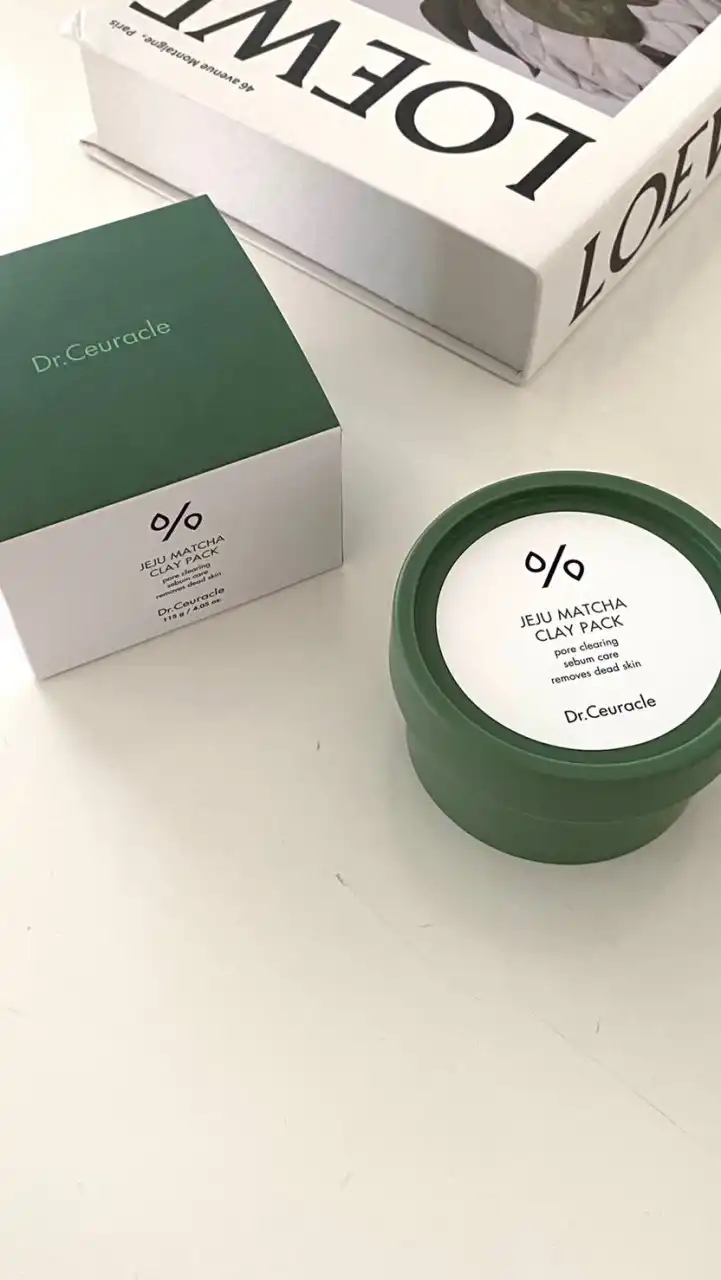 LOEWE
46 avenue Montaigne, Paris
LOEW
Dr.Ceuracle
%
JEJU MATCHA
CLAY PACK
pore clearing
sebum care
removes dead skin
Dr.Ceuracle
115 g / 4.05 oz.
%
JEJU MATCHA
CLAY PACK
pore clearing
sebum care
removes dead skin
Dr.Ceuracle